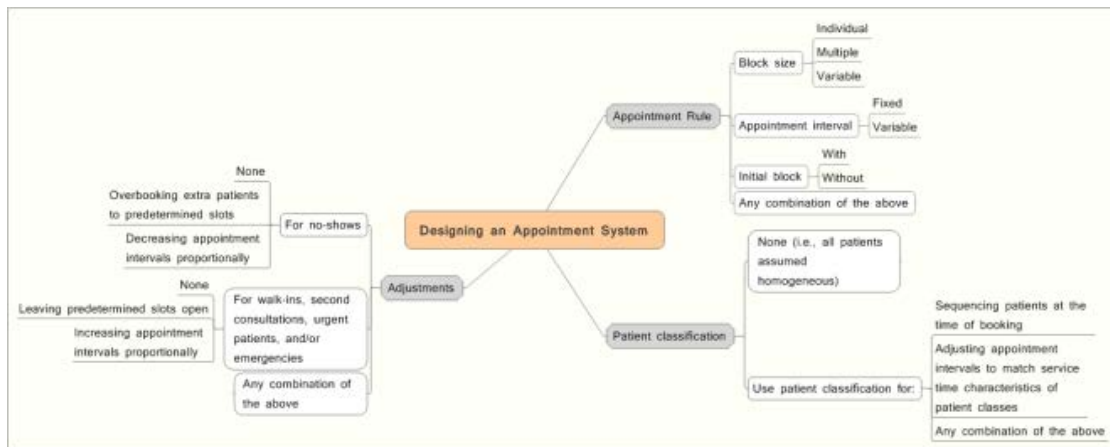 Designing an Appointment System
Appointment Rule
Block size
Individual
Multiple
Variable
Appointment interval
Fixed
Variable
Initial block
With
Without
Any combination of the above
Patient classification
None (i.e., all patients
assumed
homogeneous)
Use patient classification for:
Sequencing patients at the
time of booking
Adjusting appointment
intervals to match service
time characteristics of
patient classes
Any combination of the above
Adjustments
For no-shows
None
Overbooking extra patients
to predetermined slots
Decreasing appointment
intervals proportionally
For walk-ins, second
consultations, urgent
patients, and/or
emergencies
None
Leaving predetermined slots open
Increasing appointment
intervals proportionally
Any combination of
the above